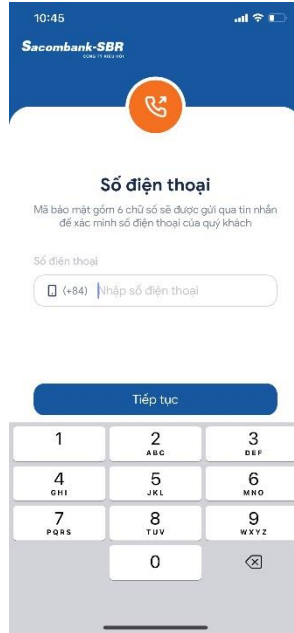 10:45
Sacombank-SBR
CÔNG TY KIỀU HỐI
Số điện thoại
Mã bảo mật gồm 6 chữ số sẽ được gửi qua tin nhắn
để xác minh số điện thoại của quý khách
Số điện thoại
(+84) Nhập số điện thoại
Tiếp tục
1 2 3
ABC DEF
4 5 6
GHI JKL MNO
7 8 9
PQRS TUV WXYZ
0